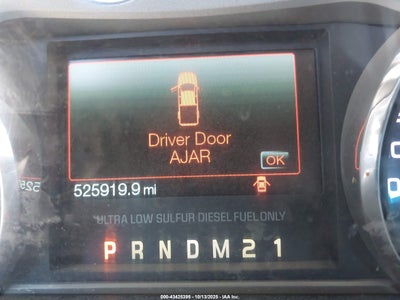 Driver Door
AJAR
OK
525919.9 mi
ULTRA LOW SULFUR DIESEL FUEL ONLY
P R N D M 2 1
000-43425395 - 10/13/2025 - IAA Inc.